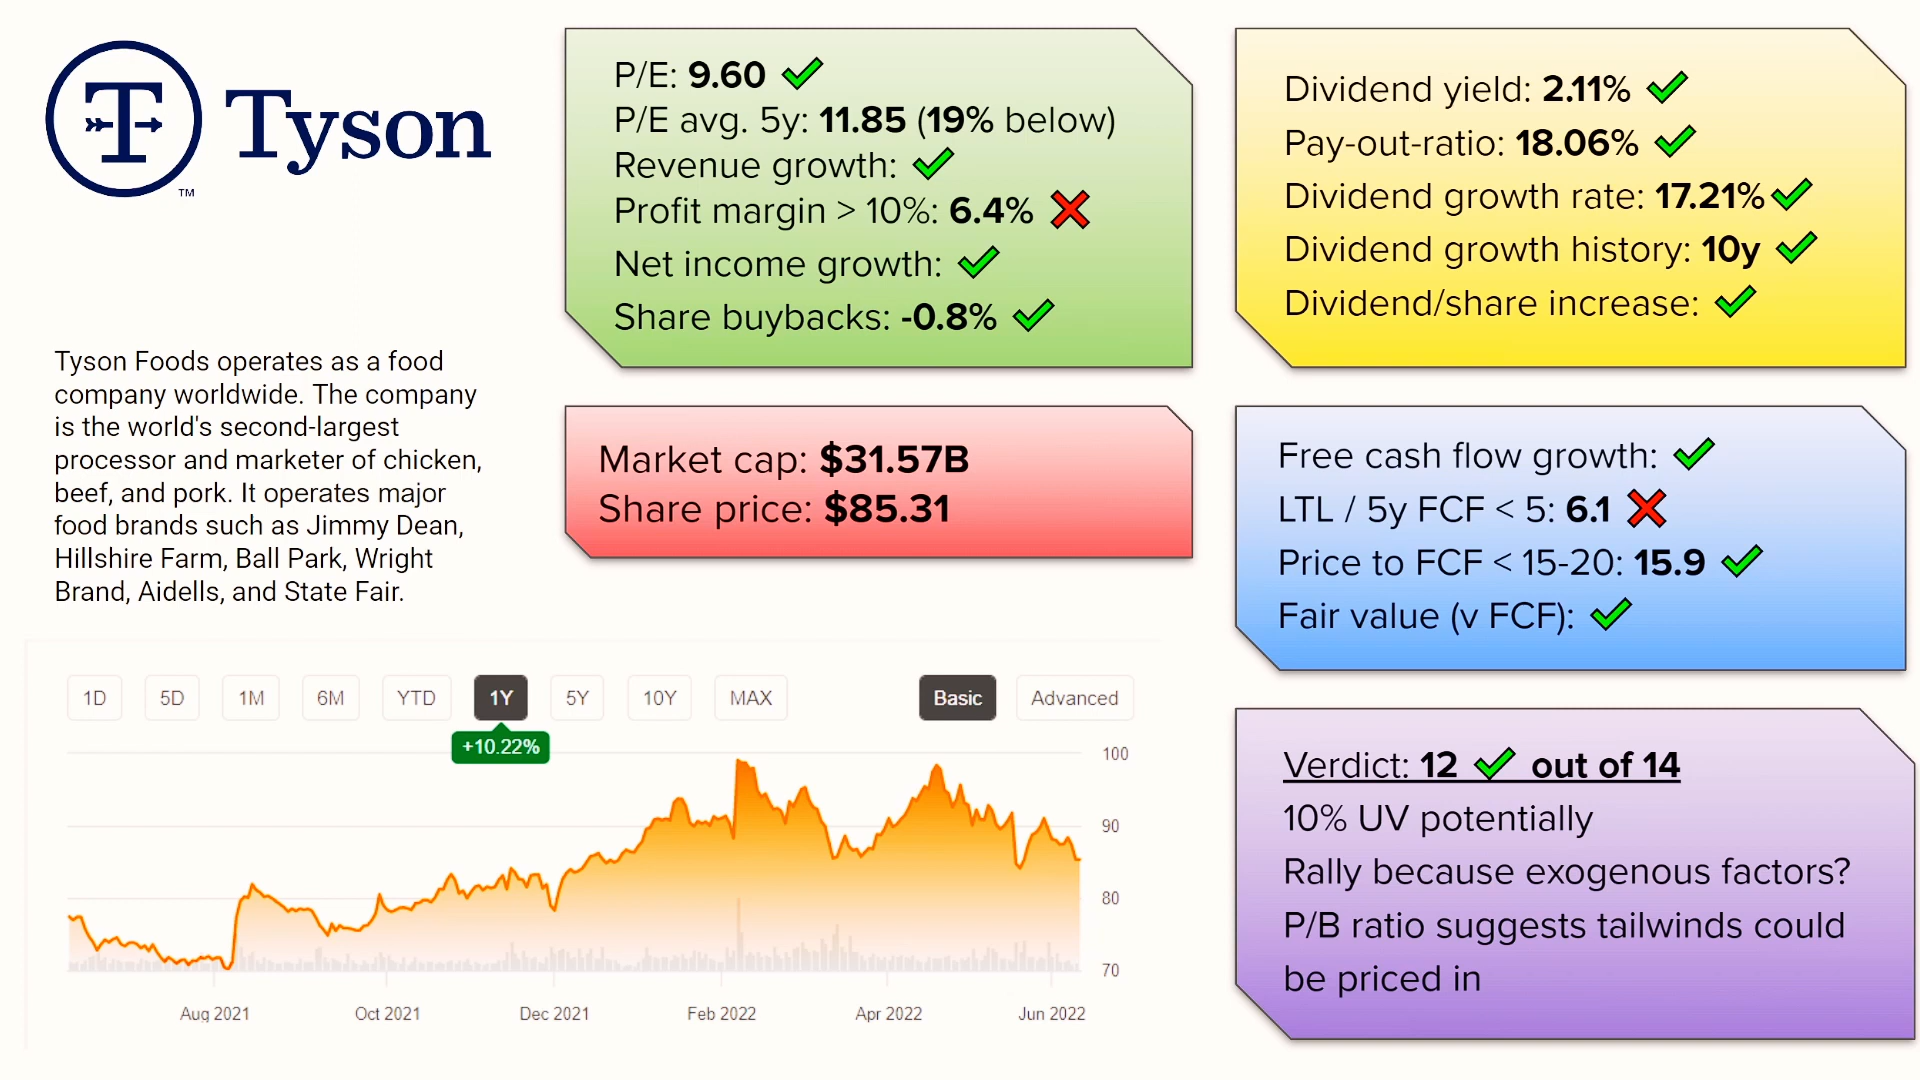 T
Tyson
TM
Tyson Foods operates as a food
company worldwide. The company
is the world's second-largest
processor and marketer of chicken,
beef, and pork. It operates major
food brands such as Jimmy Dean,
Hillshire Farm, Ball Park, Wright
Brand, Aidells, and State Fair.
P/E: 9.60
P/E avg. 5y: 11.85 (19% below)
Revenue growth:
Profit margin > 10%: 6.4%
Net income growth:
Share buybacks: -0.8%
Market cap: $31.57B
Share price: $85.31
Dividend yield: 2.11%
Pay-out-ratio: 18.06%
Dividend growth rate: 17.21%
Dividend growth history: 10y
Dividend/share increase:
Free cash flow growth:
LTL / 5y FCF < 5: 6.1
Price to FCF < 15-20: 15.9
Fair value (v FCF):
Verdict: 12 out of 14
10% UV potentially
Rally because exogenous factors?
P/B ratio suggests tailwinds could
be priced in
1D 5D 1M 6M YTD 1Y 5Y 10Y MAX Basic Advanced
+10.22%
100
90
80
70
Aug 2021 Oct 2021 Dec 2021 Feb 2022 Apr 2022 Jun 2022